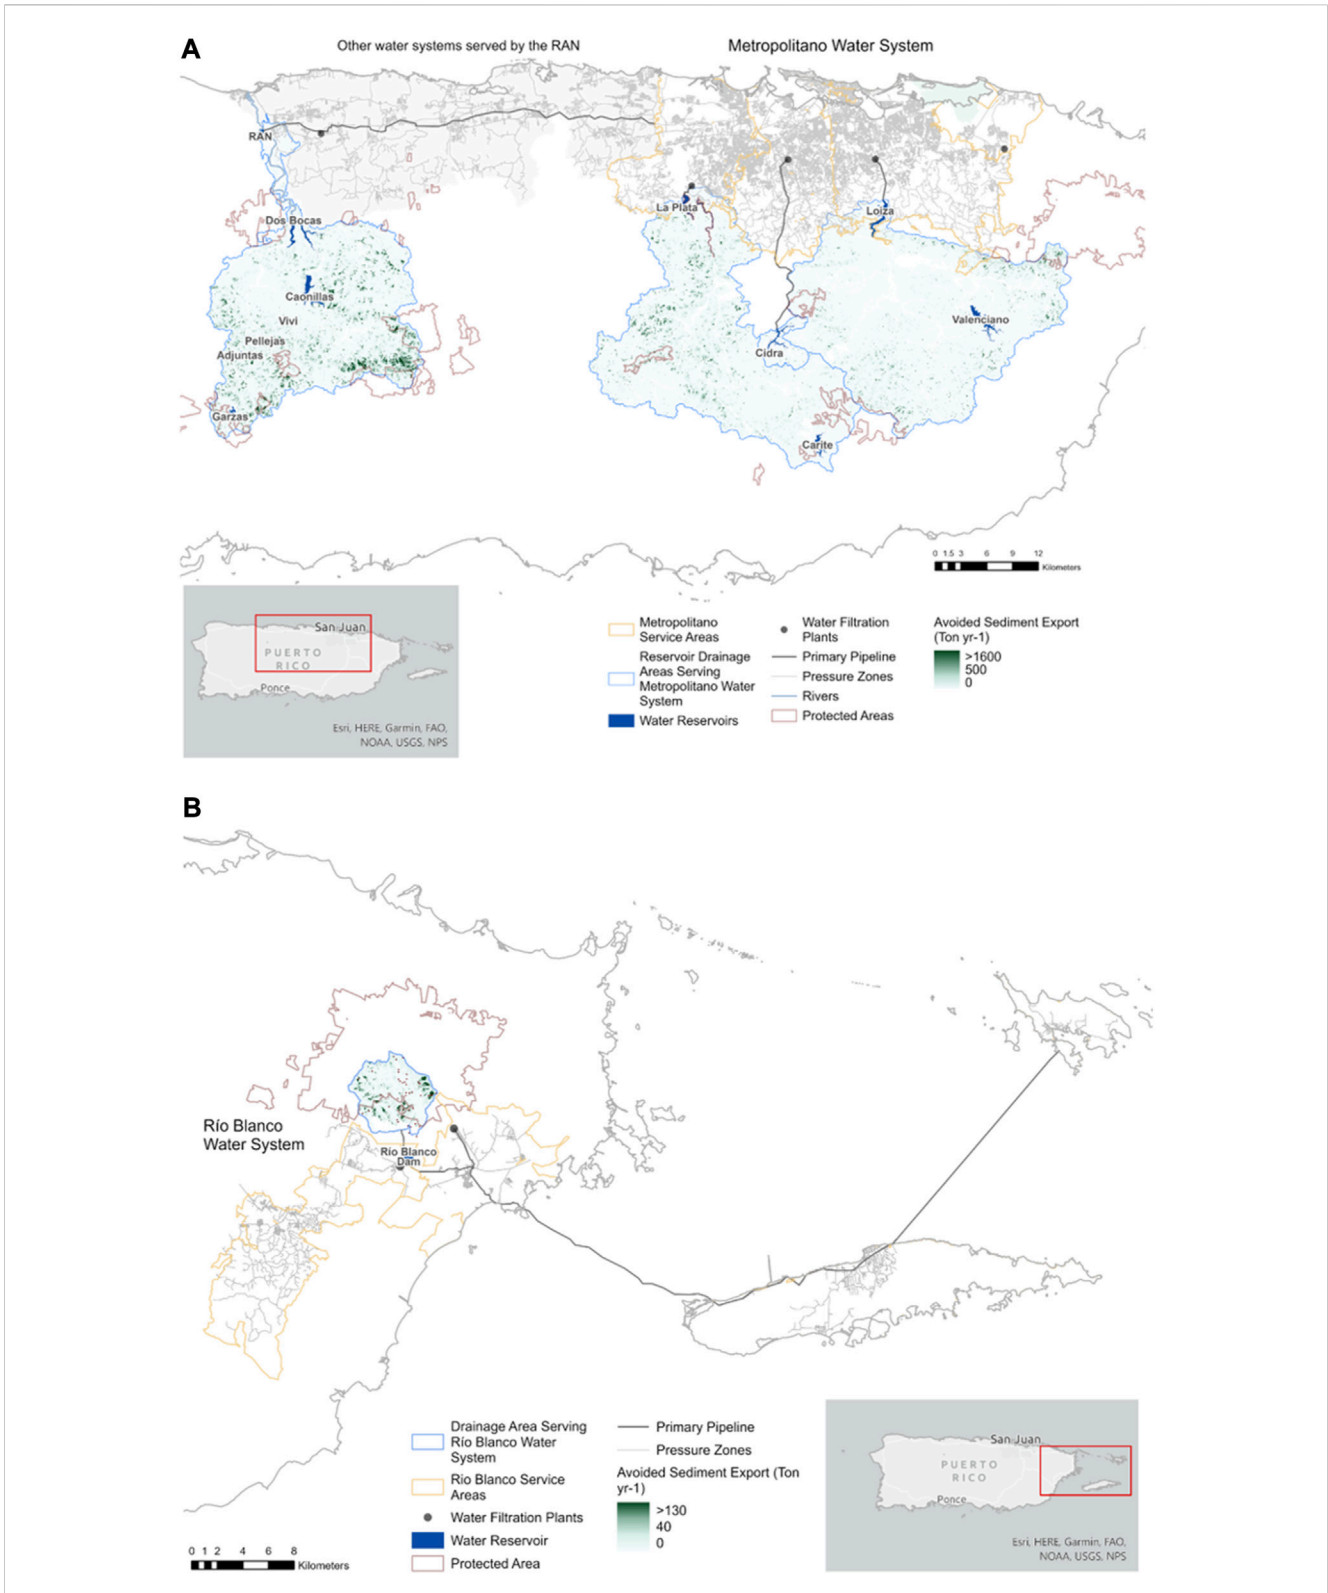 A
Other water systems served by the RAN
Metropolitano Water System
RAN
Dos Bocas
La Plata
Loiza
Caonillas
Vivi
Pellejas
Adjuntas
Garzas
Valenciano
Cidra
Carite
0 1.5 3 6 9 12
Kilometers
San Juan
PUERTO
RICO
Ponce
Esri, HERE, Garmin, FAO,
NOAA, USGS, NPS
Metropolitano
Service Areas
Reservoir Drainage
Areas Serving
Metropolitano Water
System
Water Reservoirs
Water Filtration
Plants
Primary Pipeline
Pressure Zones
Rivers
Protected Areas
Avoided Sediment Export
(Ton yr-1)
>1600
500
0
B
Río Blanco
Water System
Río Blanco
Dam
Drainage Area Serving
Río Blanco Water
System
Rio Blanco Service
Areas
Water Filtration Plants
Water Reservoir
Protected Area
Primary Pipeline
Pressure Zones
Avoided Sediment Export (Ton
yr-1)
>130
40
0
0 1 2 4 6 8
Kilometers
San Juan
PUERTO
RICO
Ponce
Esri, HERE, Garmin, FAO,
NOAA, USGS, NPS